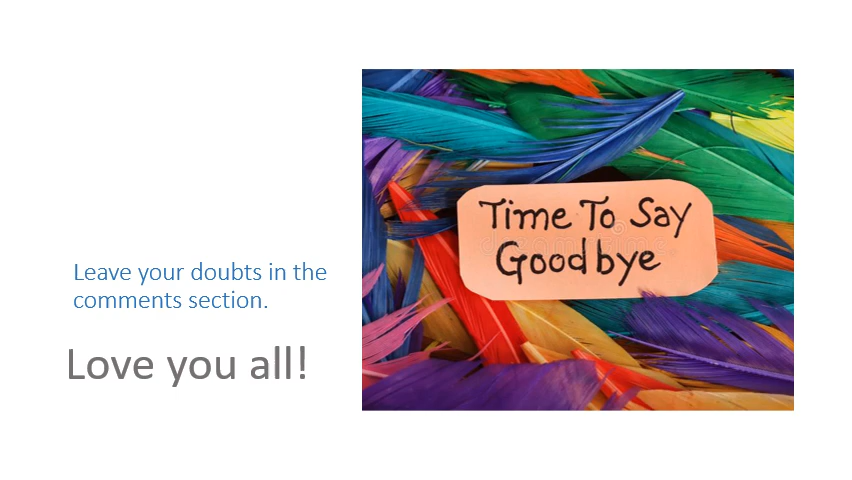 Leave your doubts in the
comments section.
Love you all!
Time To Say
Goodbye